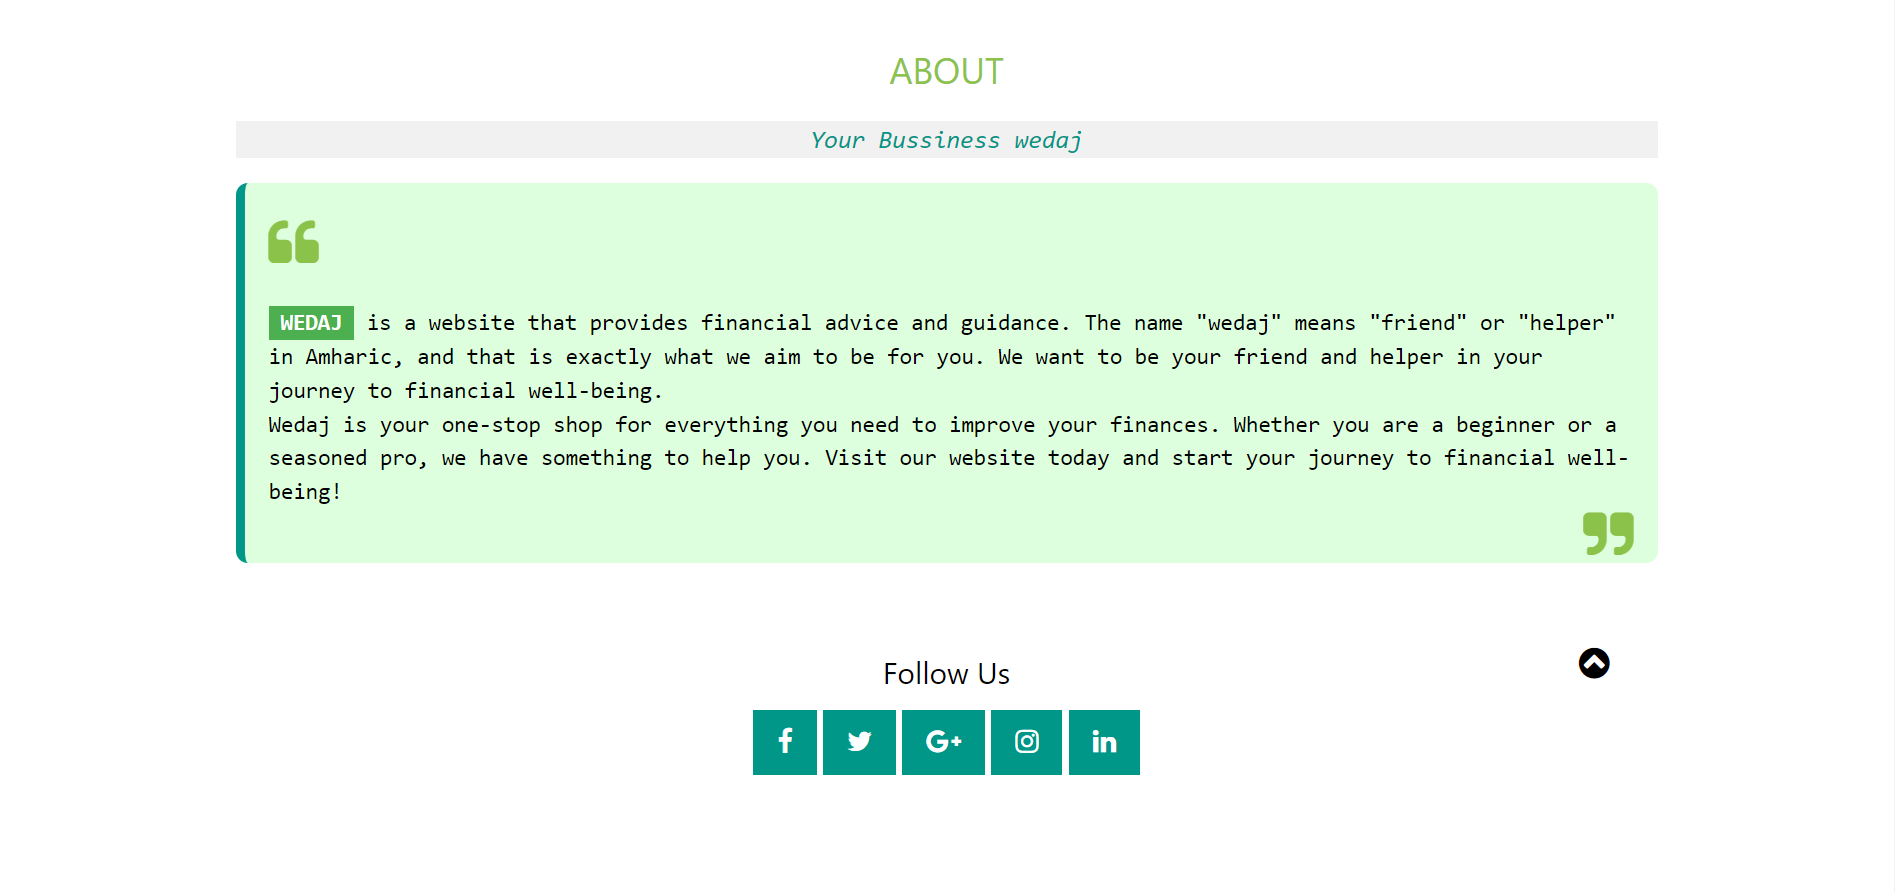 ABOUT
Your Bussiness wedaj
WEDAJ is a website that provides financial advice and guidance. The name "wedaj" means "friend" or "helper"
in Amharic, and that is exactly what we aim to be for you. We want to be your friend and helper in your
journey to financial well-being.
Wedaj is your one-stop shop for everything you need to improve your finances. Whether you are a beginner or a
seasoned pro, we have something to help you. Visit our website today and start your journey to financial well-
being!
Follow Us